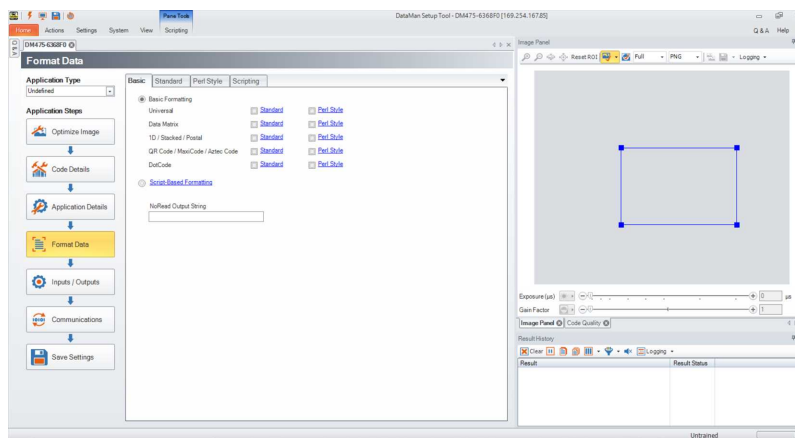 Pane Tools
DataMan Setup Tool - DM475-6368F0 [169.254.167.85]
Home Actions Settings System View Scripting
Q & A Help
DM475-6368F0
Format Data
Application Type
Undefined
Application Steps
Optimize Image
Code Details
Application Details
Format Data
Inputs / Outputs
Communications
Save Settings
Basic Standard Perl Style Scripting
Basic Formatting
Universal Standard Perl Style
Data Matrix Standard Perl Style
1D / Stacked / Postal Standard Perl Style
QR Code / MaxiCode / Aztec Code Standard Perl Style
DotCode Standard Perl Style
Script-Based Formatting
NoRead Output String
Image Panel
Reset ROI Full PNG Logging
Exposure (µs) 0 µs
Gain Factor 1
Image Panel Code Quality
Result History
Clear Logging
Result Result Status
Untrained